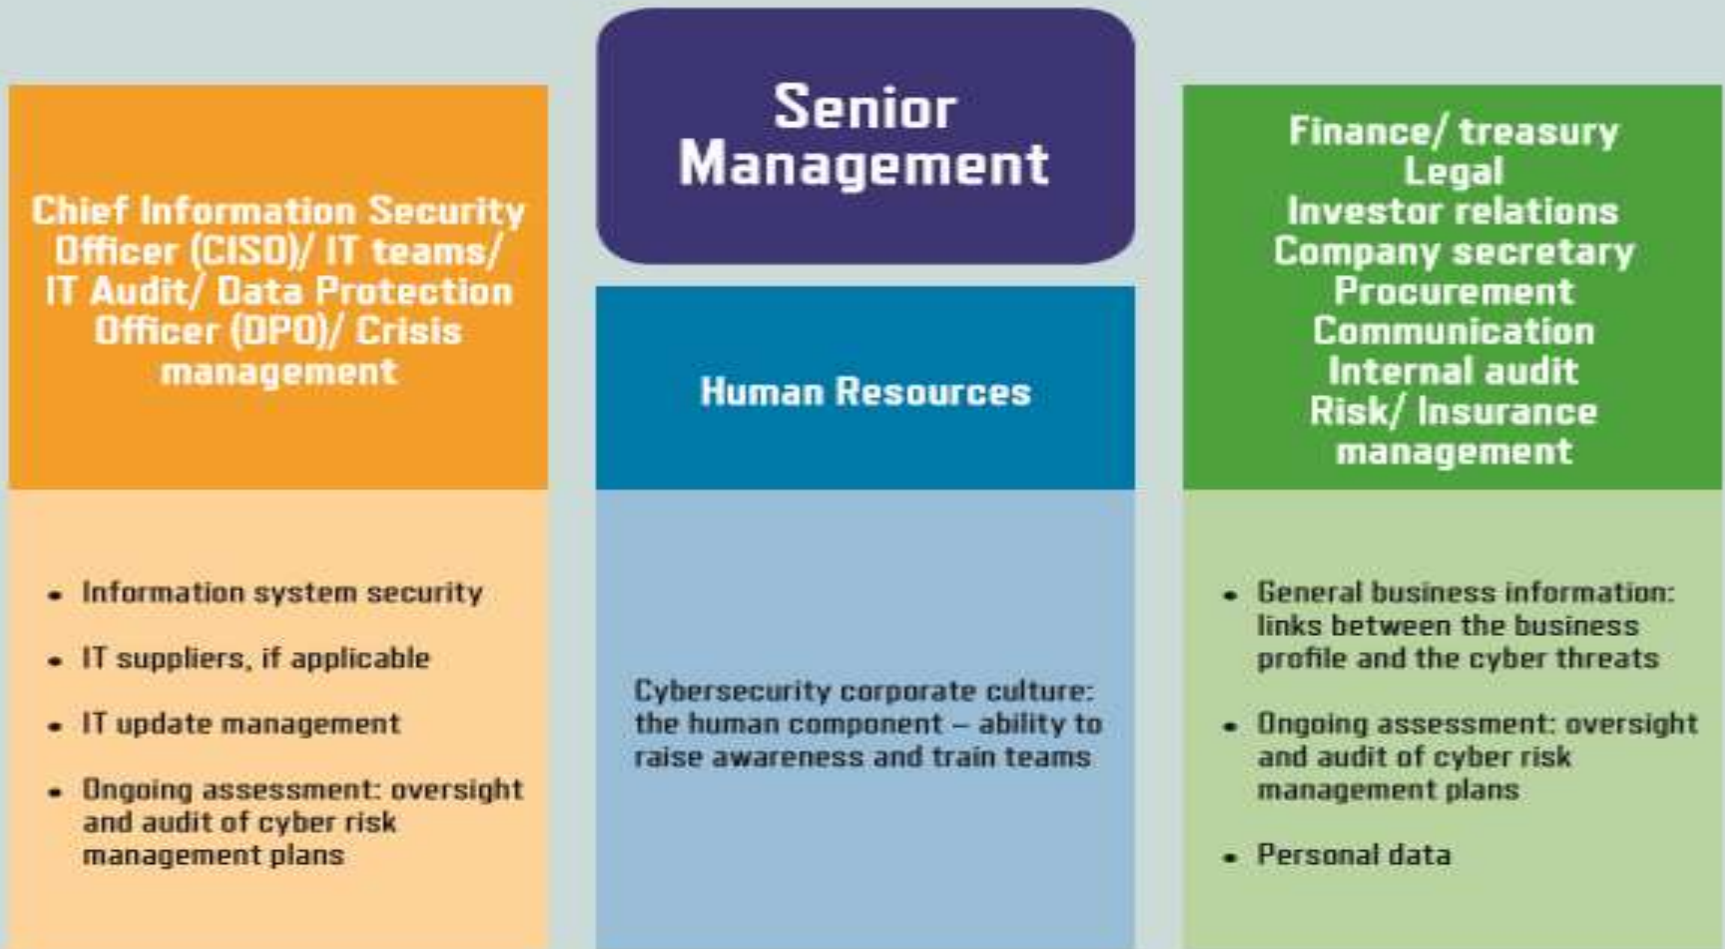 Senior
Management
Chief Information Security
Officer (CISO)/ IT teams/
IT Audit/ Data Protection
Officer (DPO)/ Crisis
management
• Information system security
• IT suppliers, if applicable
• IT update management
• Ongoing assessment: oversight
and audit of cyber risk
management plans
Human Resources
Cybersecurity corporate culture:
the human component – ability to
raise awareness and train teams
Finance/ treasury
Legal
Investor relations
Company secretary
Procurement
Communication
Internal audit
Risk/ Insurance
management
• General business information:
links between the business
profile and the cyber threats
• Ongoing assessment: oversight
and audit of cyber risk
management plans
• Personal data